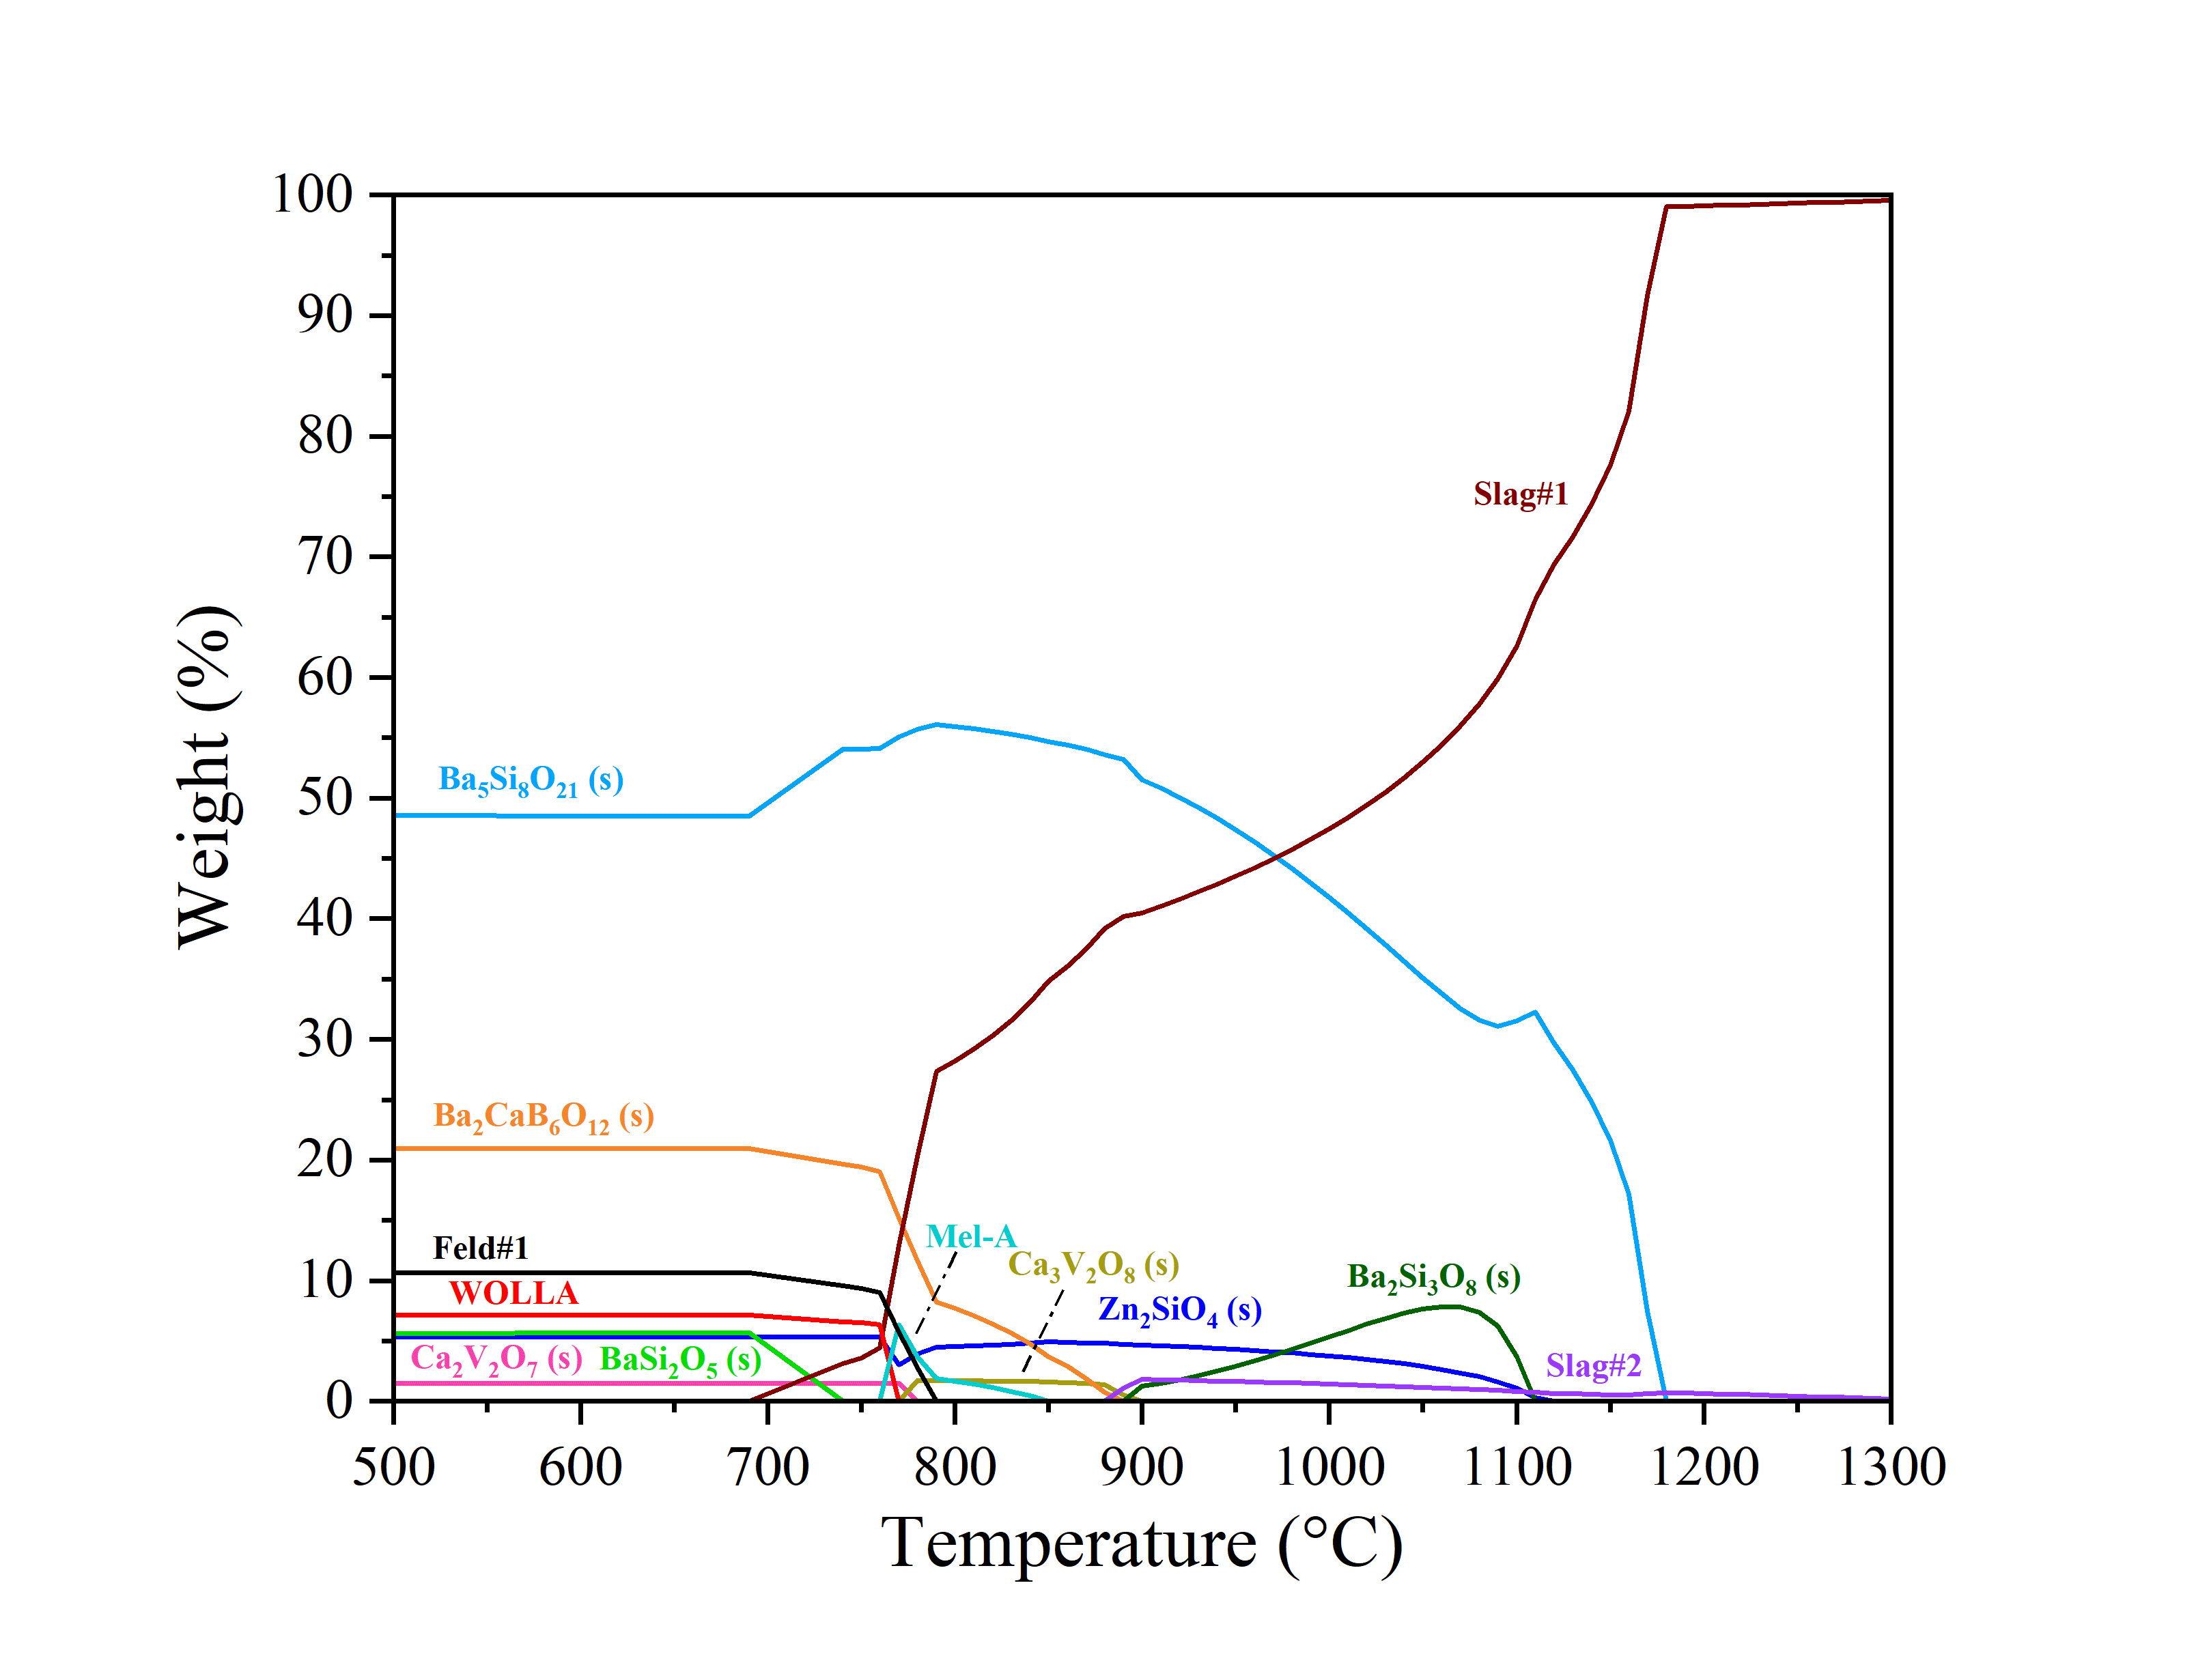 100
90
80
70
60
50
40
30
20
10
0
Weight (%)
Slag#1
Ba₅Si₈O₂₁ (s)
Ba₂CaB₆O₁₂ (s)
Feld#1
Mel-A
WOLLA
Ca₃V₂O₈ (s)
Ba₂Si₃O₈ (s)
Zn₂SiO₄ (s)
Ca₂V₂O₇ (s) BaSi₂O₅ (s)
Slag#2
500 600 700 800 900 1000 1100 1200 1300
Temperature (°C)